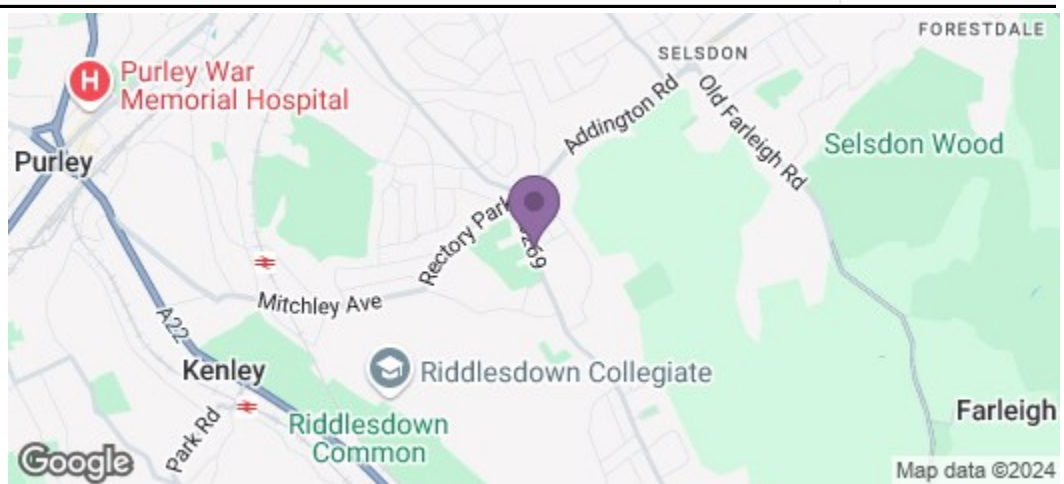 FORESTDALE
SELSDON
H
Purley War
Memorial Hospital
Addington Rd
Old Farleigh Rd
Selsdon Wood
Purley
Rectory Park
269
Mitchley Ave
A22
Kenley
Riddlesdown Collegiate
Park Rd
Riddlesdown
Common
Farleigh
Google
Map data ©2024